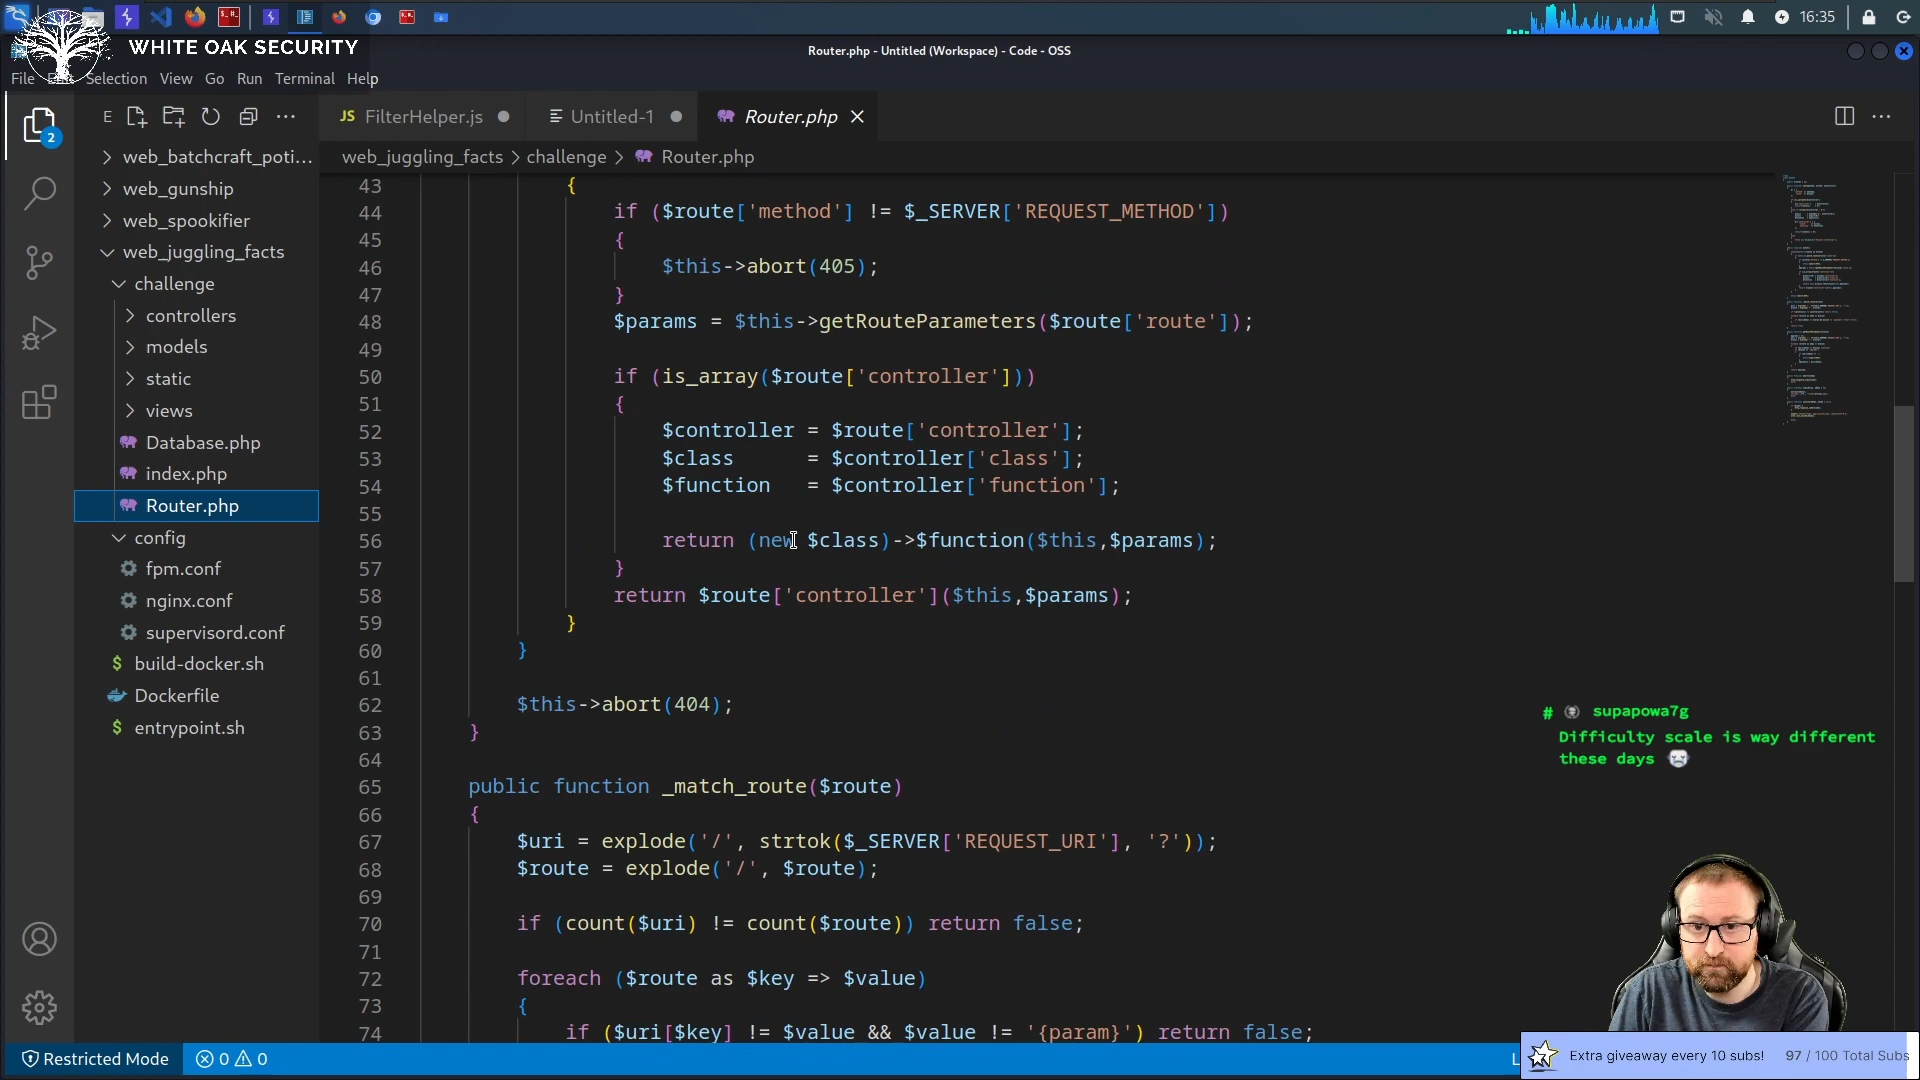 16:35
WHITE OAK SECURITY
Router.php - Untitled (Workspace) - Code - OSS
File Edit Selection View Go Run Terminal Help
E
JS FilterHelper.js
Untitled-1
Router.php
web_juggling_facts > challenge > Router.php
2
web_batchcraft_poti...
web_gunship
web_spookifier
web_juggling_facts
challenge
controllers
models
static
views
Database.php
index.php
Router.php
config
fpm.conf
nginx.conf
supervisord.conf
$ build-docker.sh
Dockerfile
$ entrypoint.sh
43 {
44 if ($route['method'] != $_SERVER['REQUEST_METHOD'])
45 {
46 $this->abort(405);
47 }
48 $params = $this->getRouteParameters($route['route']);
49
50 if (is_array($route['controller']))
51 {
52 $controller = $route['controller'];
53 $class = $controller['class'];
54 $function = $controller['function'];
55
56 return (new $class)->$function($this,$params);
57 }
58 return $route['controller']($this,$params);
59 }
60 }
61
62 $this->abort(404);
63 }
64
65 public function _match_route($route)
66 {
67 $uri = explode('/', strtok($_SERVER['REQUEST_URI'], '?'));
68 $route = explode('/', $route);
69
70 if (count($uri) != count($route)) return false;
71
72 foreach ($route as $key => $value)
73 {
74 if ($uri[$key] != $value && $value != '{param}') return false;
# supapowa7g
Difficulty scale is way different
these days
Restricted Mode 0 0
L
Extra giveaway every 10 subs! 97 / 100 Total Subs